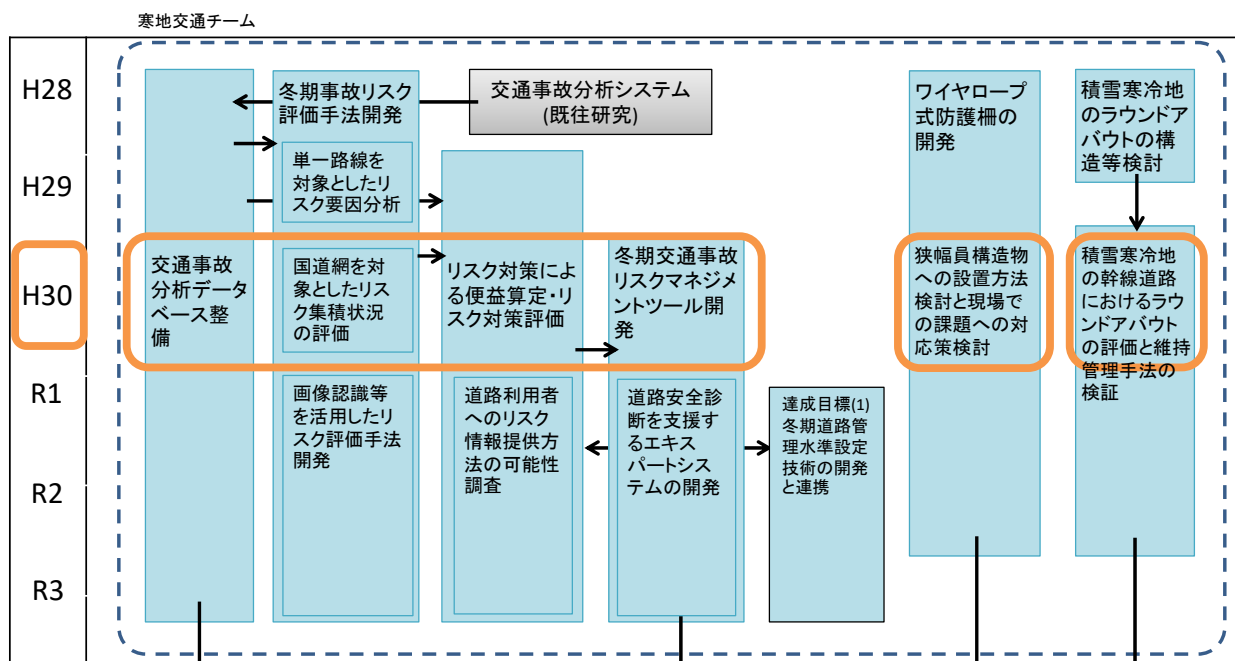 寒地交通チーム
H28
H29
H30
R1
R2
R3
交通事故
分析データ
ベース整
備
冬期事故リスク
評価手法開発
単一路線を
対象としたリ
スク要因分析
国道網を対
象としたリス
ク集積状況
の評価
画像認識等
を活用したリ
スク評価手法
開発
交通事故分析システム
(既往研究)
リスク対策によ
る便益算定・リ
スク対策評価
道路利用者
へのリスク
情報提供方
法の可能性
調査
冬期交通事故
リスクマネジメ
ントツール開
発
道路安全診
断を支援す
るエキス
パートシス
テムの開発
達成目標(1)
冬期道路管
理水準設定
技術の開発
と連携
ワイヤロープ
式防護柵の
開発
狭幅員構造物
への設置方法
検討と現場で
の課題への対
応策検討
積雪寒冷地
のラウンドア
バウトの構
造等検討
積雪寒冷地
の幹線道路
におけるラウ
ンドアバウト
の評価と維持
管理手法の
検証